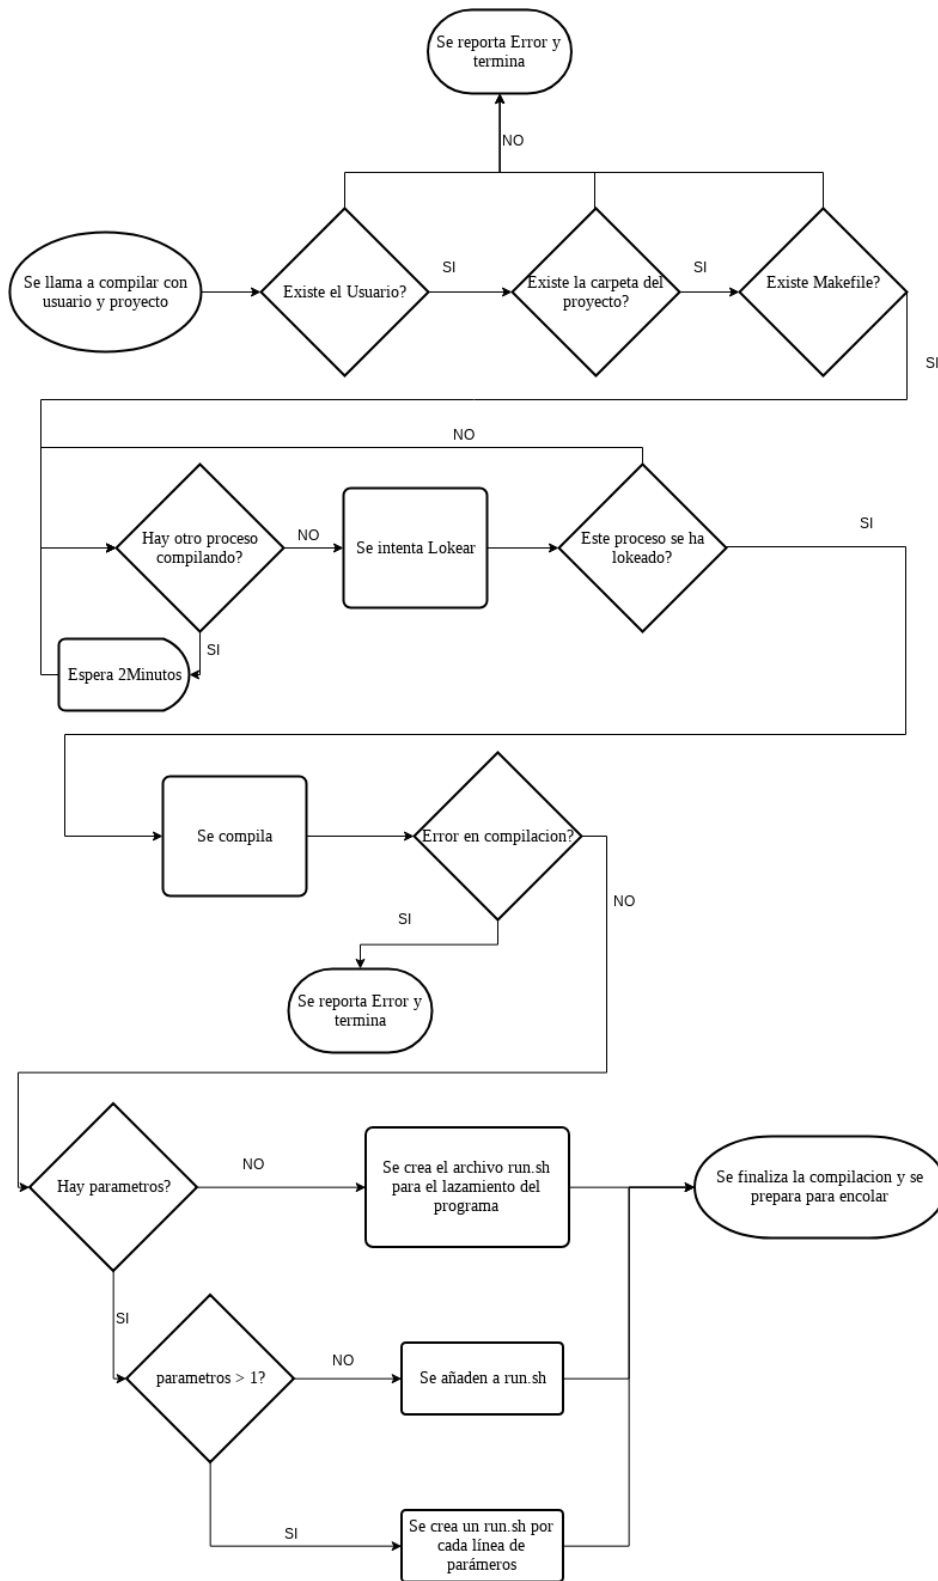 Se reporta Error y
termina
NO
Se llama a compilar con
usuario y proyecto
Existe el Usuario?
SI
Existe la carpeta del
proyecto?
SI
Existe Makefile?
SI
NO
Hay otro proceso
compilando?
NO
Se intenta Lokear
Este proceso se ha
lokeado?
SI
SI
Espera 2Minutos
Se compila
Error en compilacion?
NO
SI
Se reporta Error y
termina
Hay parametros?
NO
Se crea el archivo run.sh
para el lazamiento del
programa
Se finaliza la compilacion y se
prepara para encolar
SI
parametros > 1?
NO
Se añaden a run.sh
SI
Se crea un run.sh por
cada línea de
parámeros